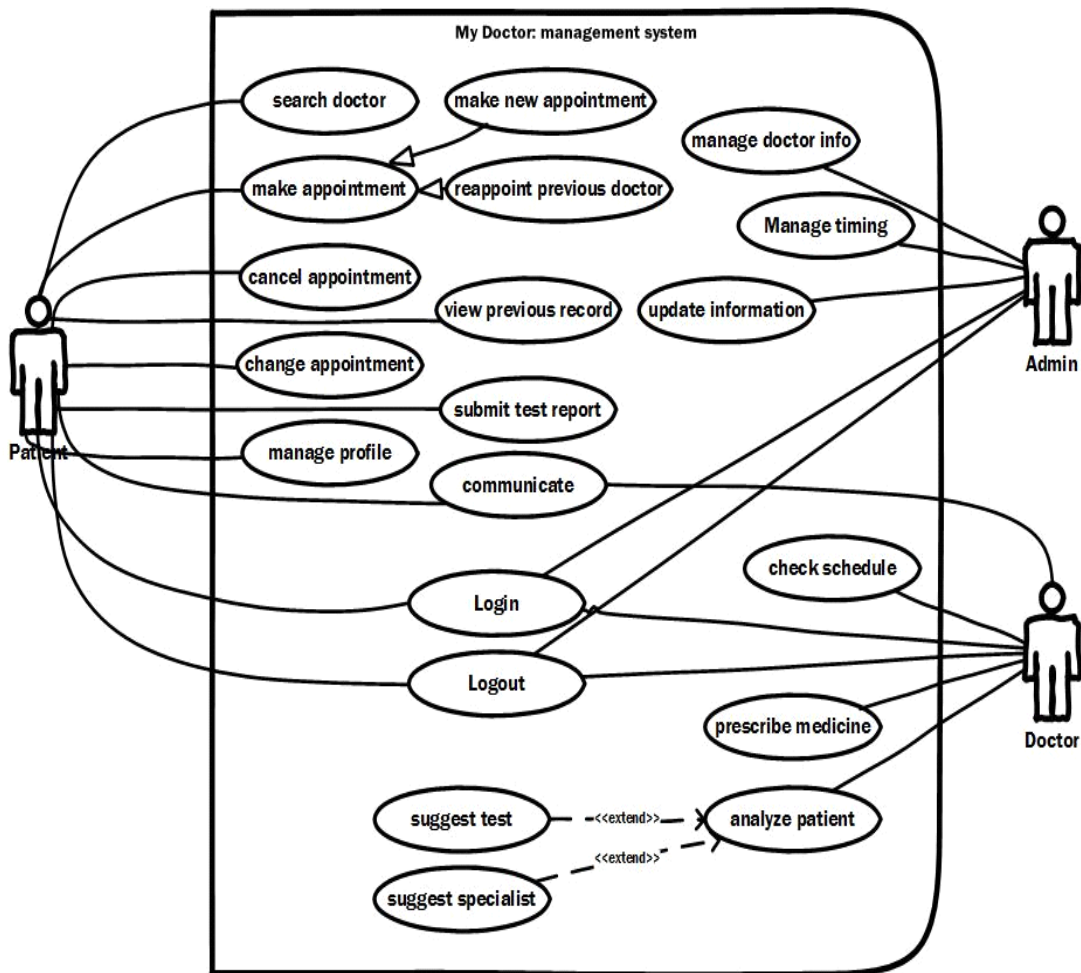 My Doctor: management system
search doctor
make new appointment
manage doctor info
make appointment
reappoint previous doctor
Manage timing
cancel appointment
view previous record
update information
change appointment
Admin
submit test report
Patient
manage profile
communicate
check schedule
Login
Logout
prescribe medicine
Doctor
suggest test
<<extend>>
analyze patient
<<extend>>
suggest specialist